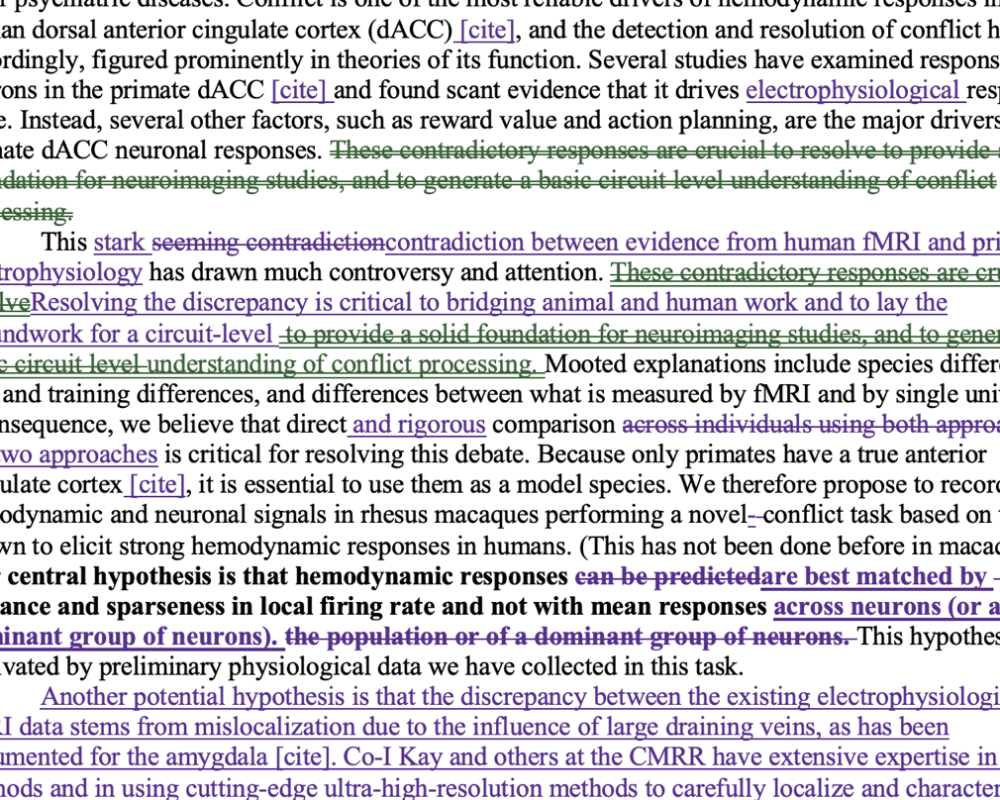 psychiatric diseases. Conflict is one of the most reliable drivers of hemodynamic responses in
dorsal anterior cingulate cortex (dACC) [cite], and the detection and resolution of conflict
figured prominently in theories of its function. Several studies have examined
in the primate dACC [cite] and found scant evidence that it drives electrophysiological
Instead, several other factors, such as reward value and action planning, are the major drivers
dACC neuronal responses. These contradictory responses are crucial to resolve to provide a
dation for neuroimaging studies, and to generate a basic circuit level understanding of conflict
essing.
This stark seeming contradictioncontradiction between evidence from human fMRI and pri
trophysiology has drawn much controversy and attention. These contradictory responses are cru
lveResolving the discrepancy is critical to bridging animal and human work and to lay the
undwork for a circuit-level to provide a solid foundation for neuroimaging studies, and to gener
c circuit level understanding of conflict processing. Mooted explanations include species differ
and training differences, and differences between what is measured by fMRI and by single uni
nsequence, we believe that direct and rigorous comparison across individuals using both approa
two approaches is critical for resolving this debate. Because only primates have a true anterior
ulate cortex [cite], it is essential to use them as a model species. We therefore propose to record
odynamic and neuronal signals in rhesus macaques performing a novel- conflict task based on
wn to elicit strong hemodynamic responses in humans. (This has not been done before in macaq
central hypothesis is that hemodynamic responses can be predictedare best matched by
ance and sparseness in local firing rate and not with mean responses across neurons (or a
inant group of neurons). the population or of a dominant group of neurons. This hypothes
vated by preliminary physiological data we have collected in this task.
Another potential hypothesis is that the discrepancy between the existing electrophysiologi
RI data stems from mislocalization due to the influence of large draining veins, as has been
umented for the amygdala [cite]. Co-I Kay and others at the CMRR have extensive expertise in
hods and in using cutting-edge ultra-high-resolution methods to carefully localize and character